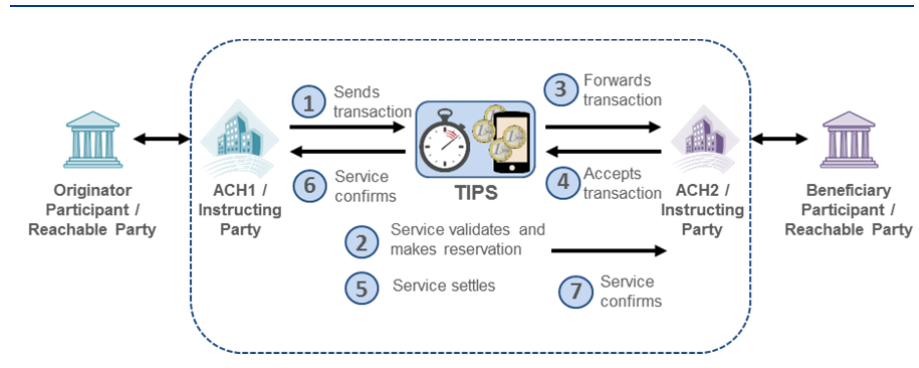 1
Sends
transaction
3
Forwards
transaction
TIPS
6
Service
confirms
4
Accepts
transaction
Originator
Participant /
Reachable Party
ACH1 /
Instructing
Party
ACH2 /
Instructing
Party
Beneficiary
Participant /
Reachable Party
2
Service validates and
makes reservation
5
Service settles
7
Service
confirms